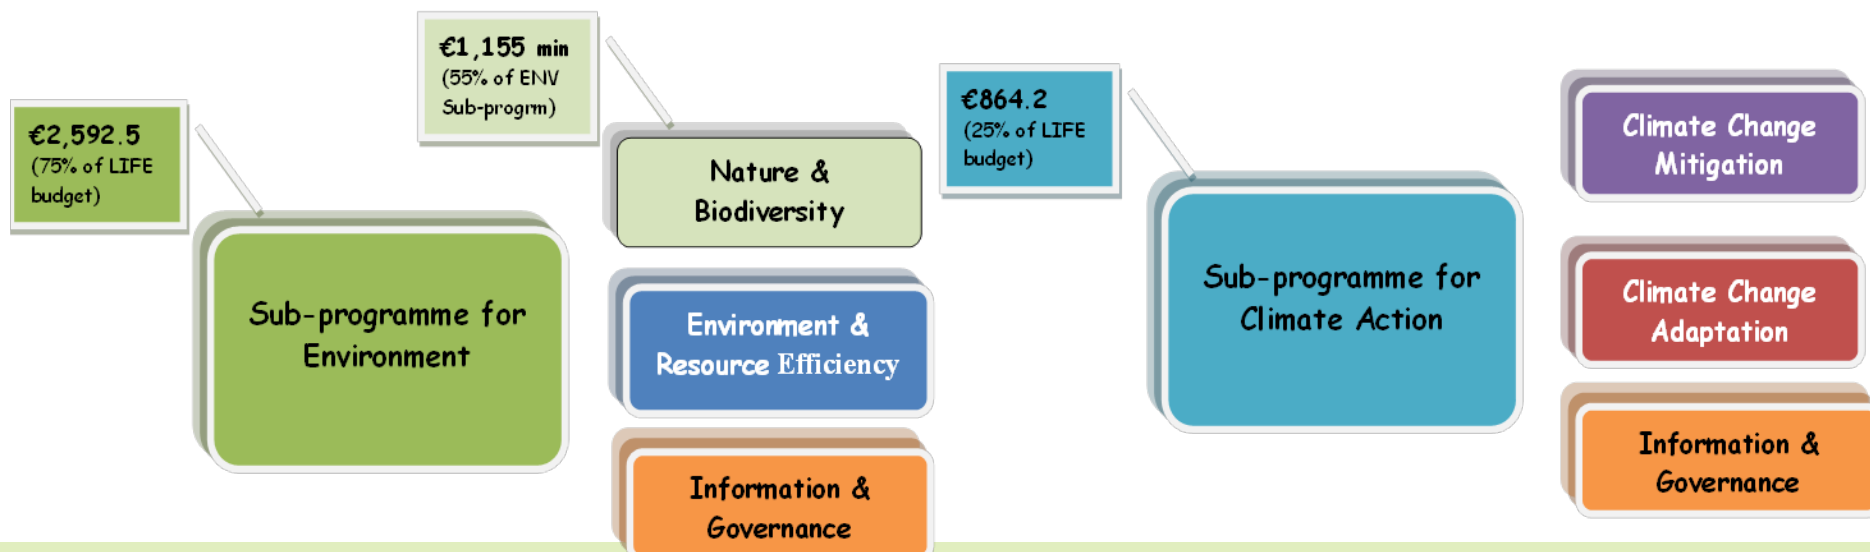 €2,592.5
(75% of LIFE
budget)
Sub-programme for
Environment
€1,155 min
(55% of ENV
Sub-progrm)
Nature &
Biodiversity
Environment &
Resource Efficiency
Information &
Governance
€864.2
(25% of LIFE
budget)
Sub-programme for
Climate Action
Climate Change
Mitigation
Climate Change
Adaptation
Information &
Governance